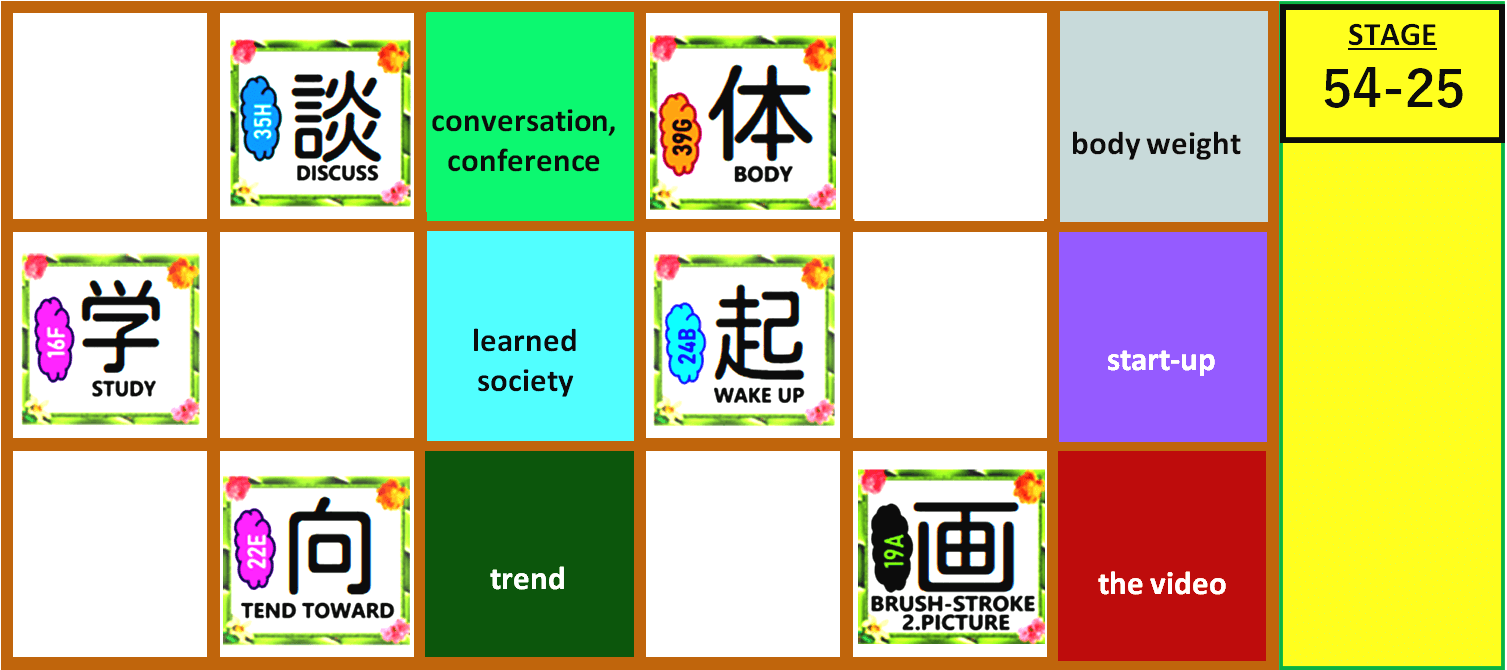 35H
談
DISCUSS
conversation,
conference
39G
体
BODY
body weight
STAGE
54-25
16F
学
STUDY
learned
society
24B
起
WAKE UP
start-up
22E
向
TEND TOWARD
trend
19A
画
BRUSH-STROKE
2.PICTURE
the video